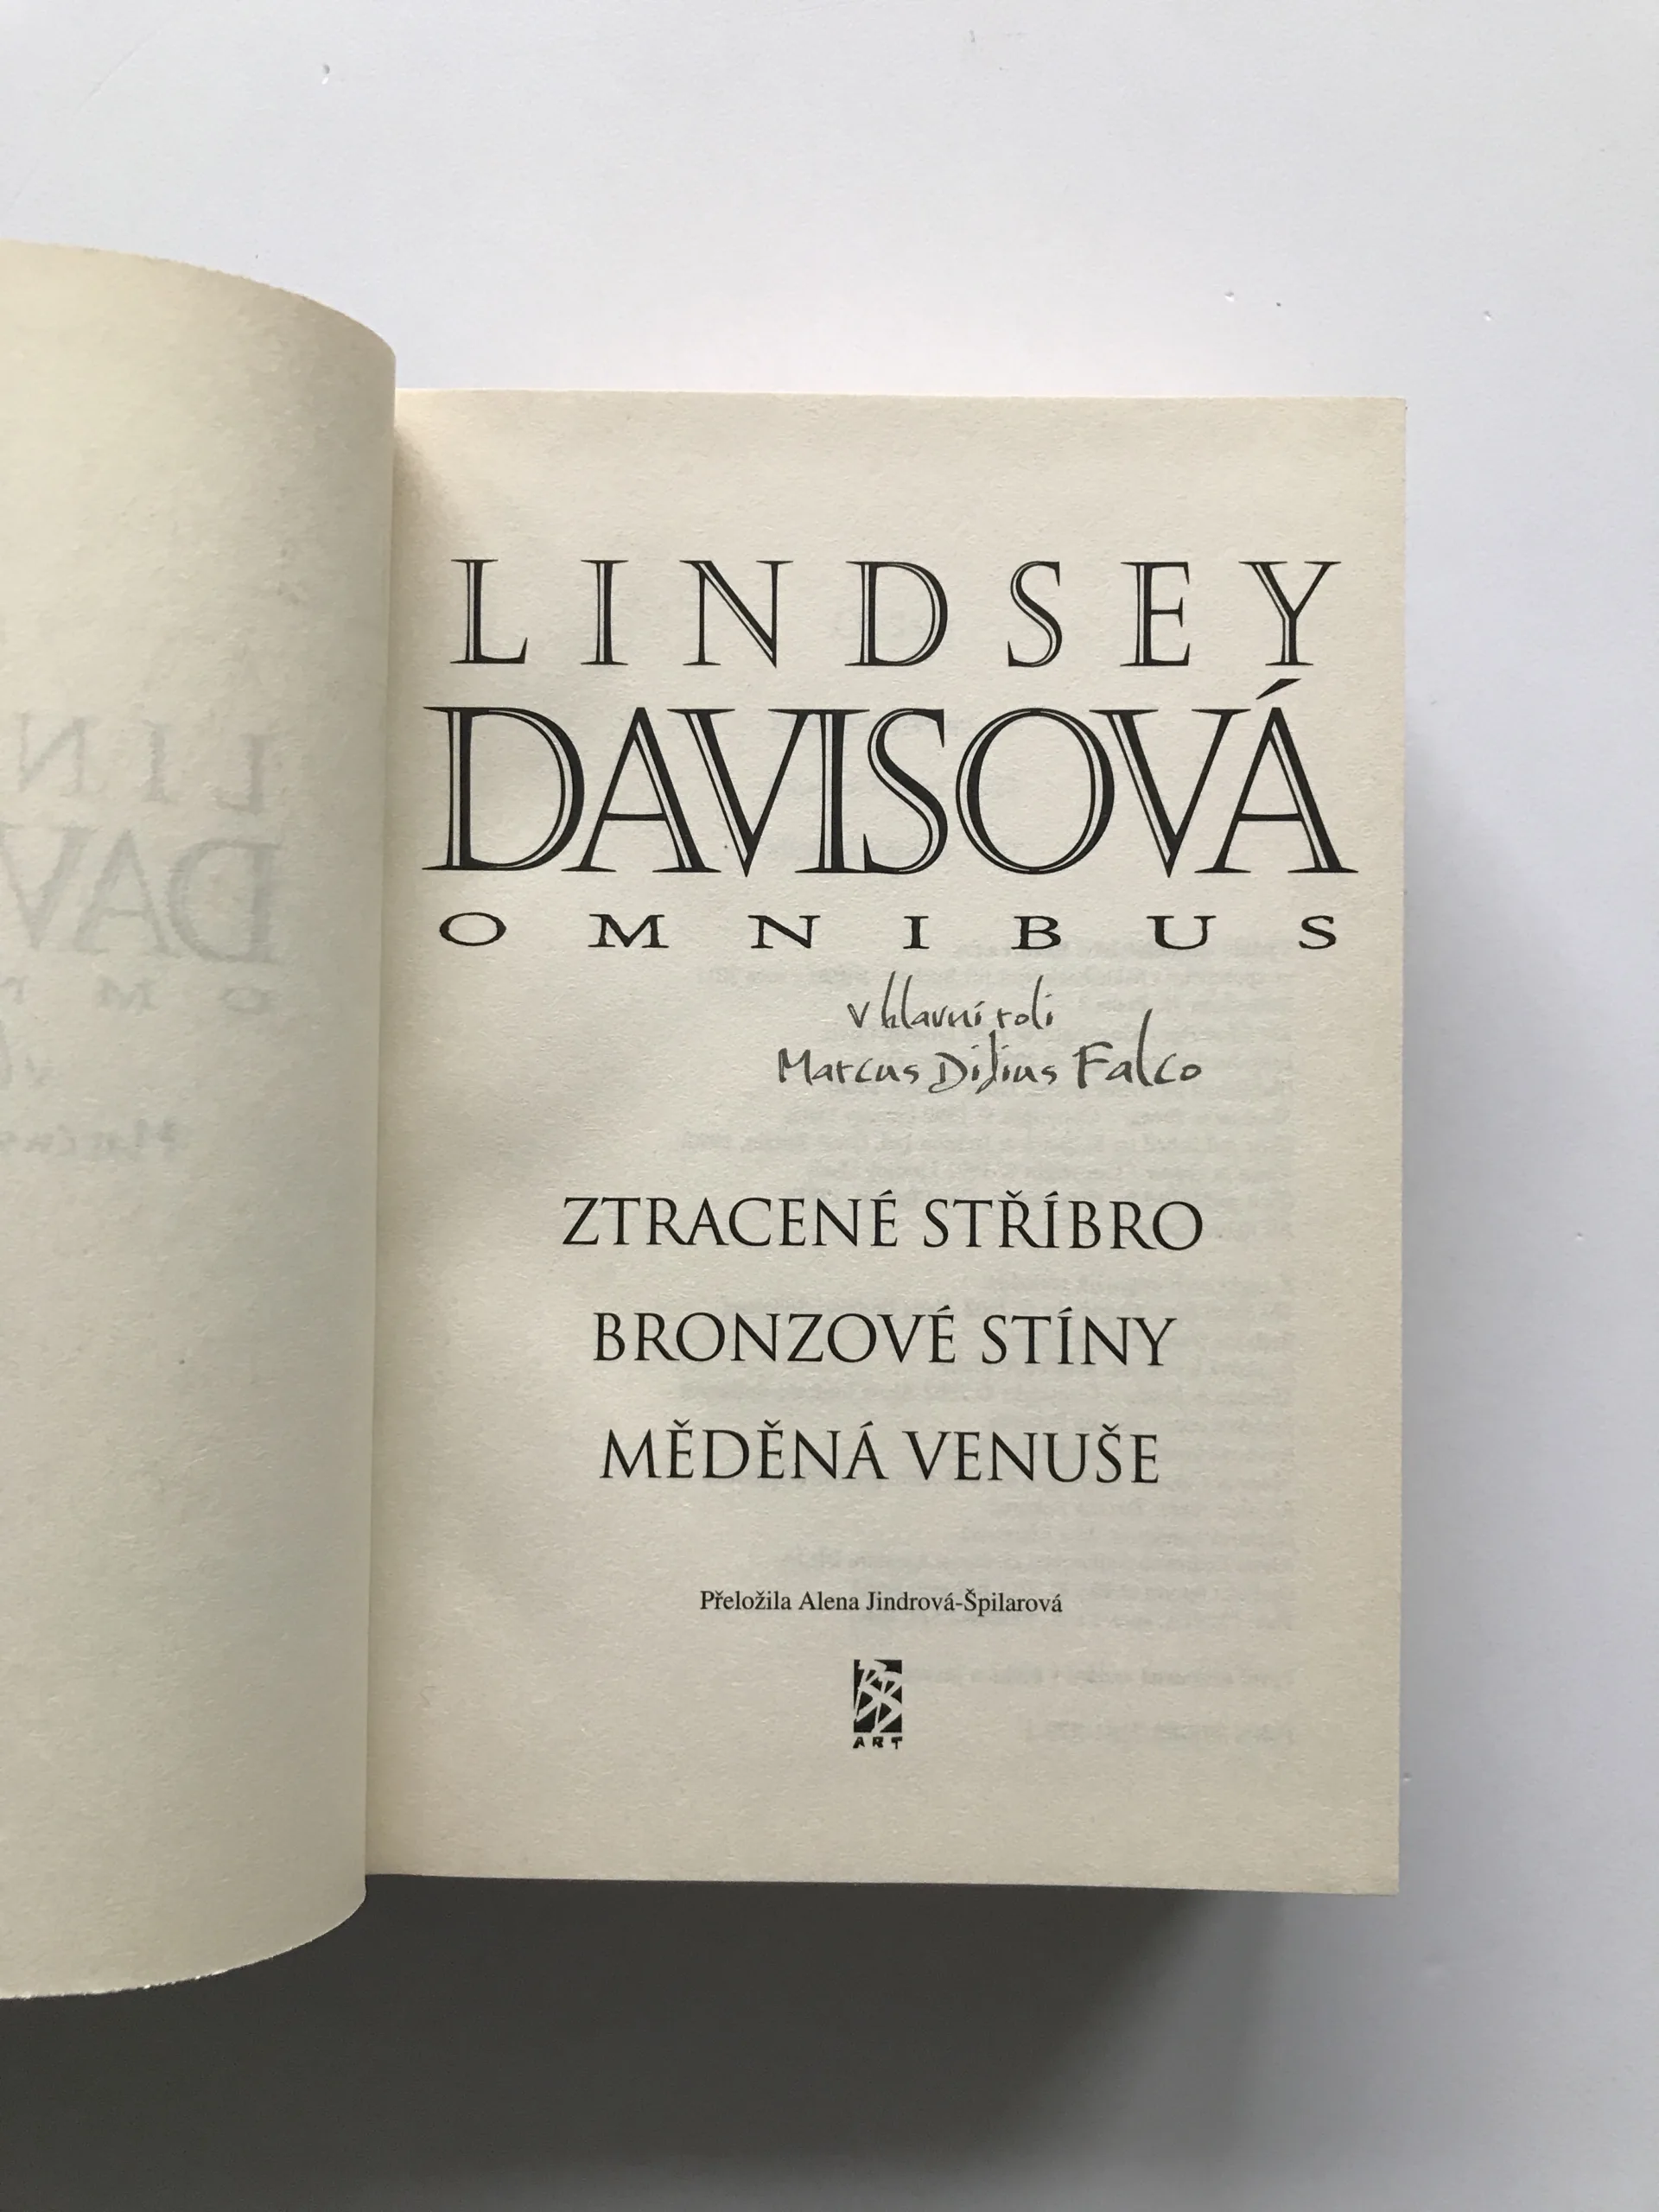 LINDSEY
DAVISOVÁ
OMNIBUS
v hlavní roli
Marcus Didius Falco
ZTRACENÉ STŘÍBRO
BRONZOVÉ STÍNY
MĚDĚNÁ VENUŠE
Přeložila Alena Jindrová-Špilarová
BB
ART